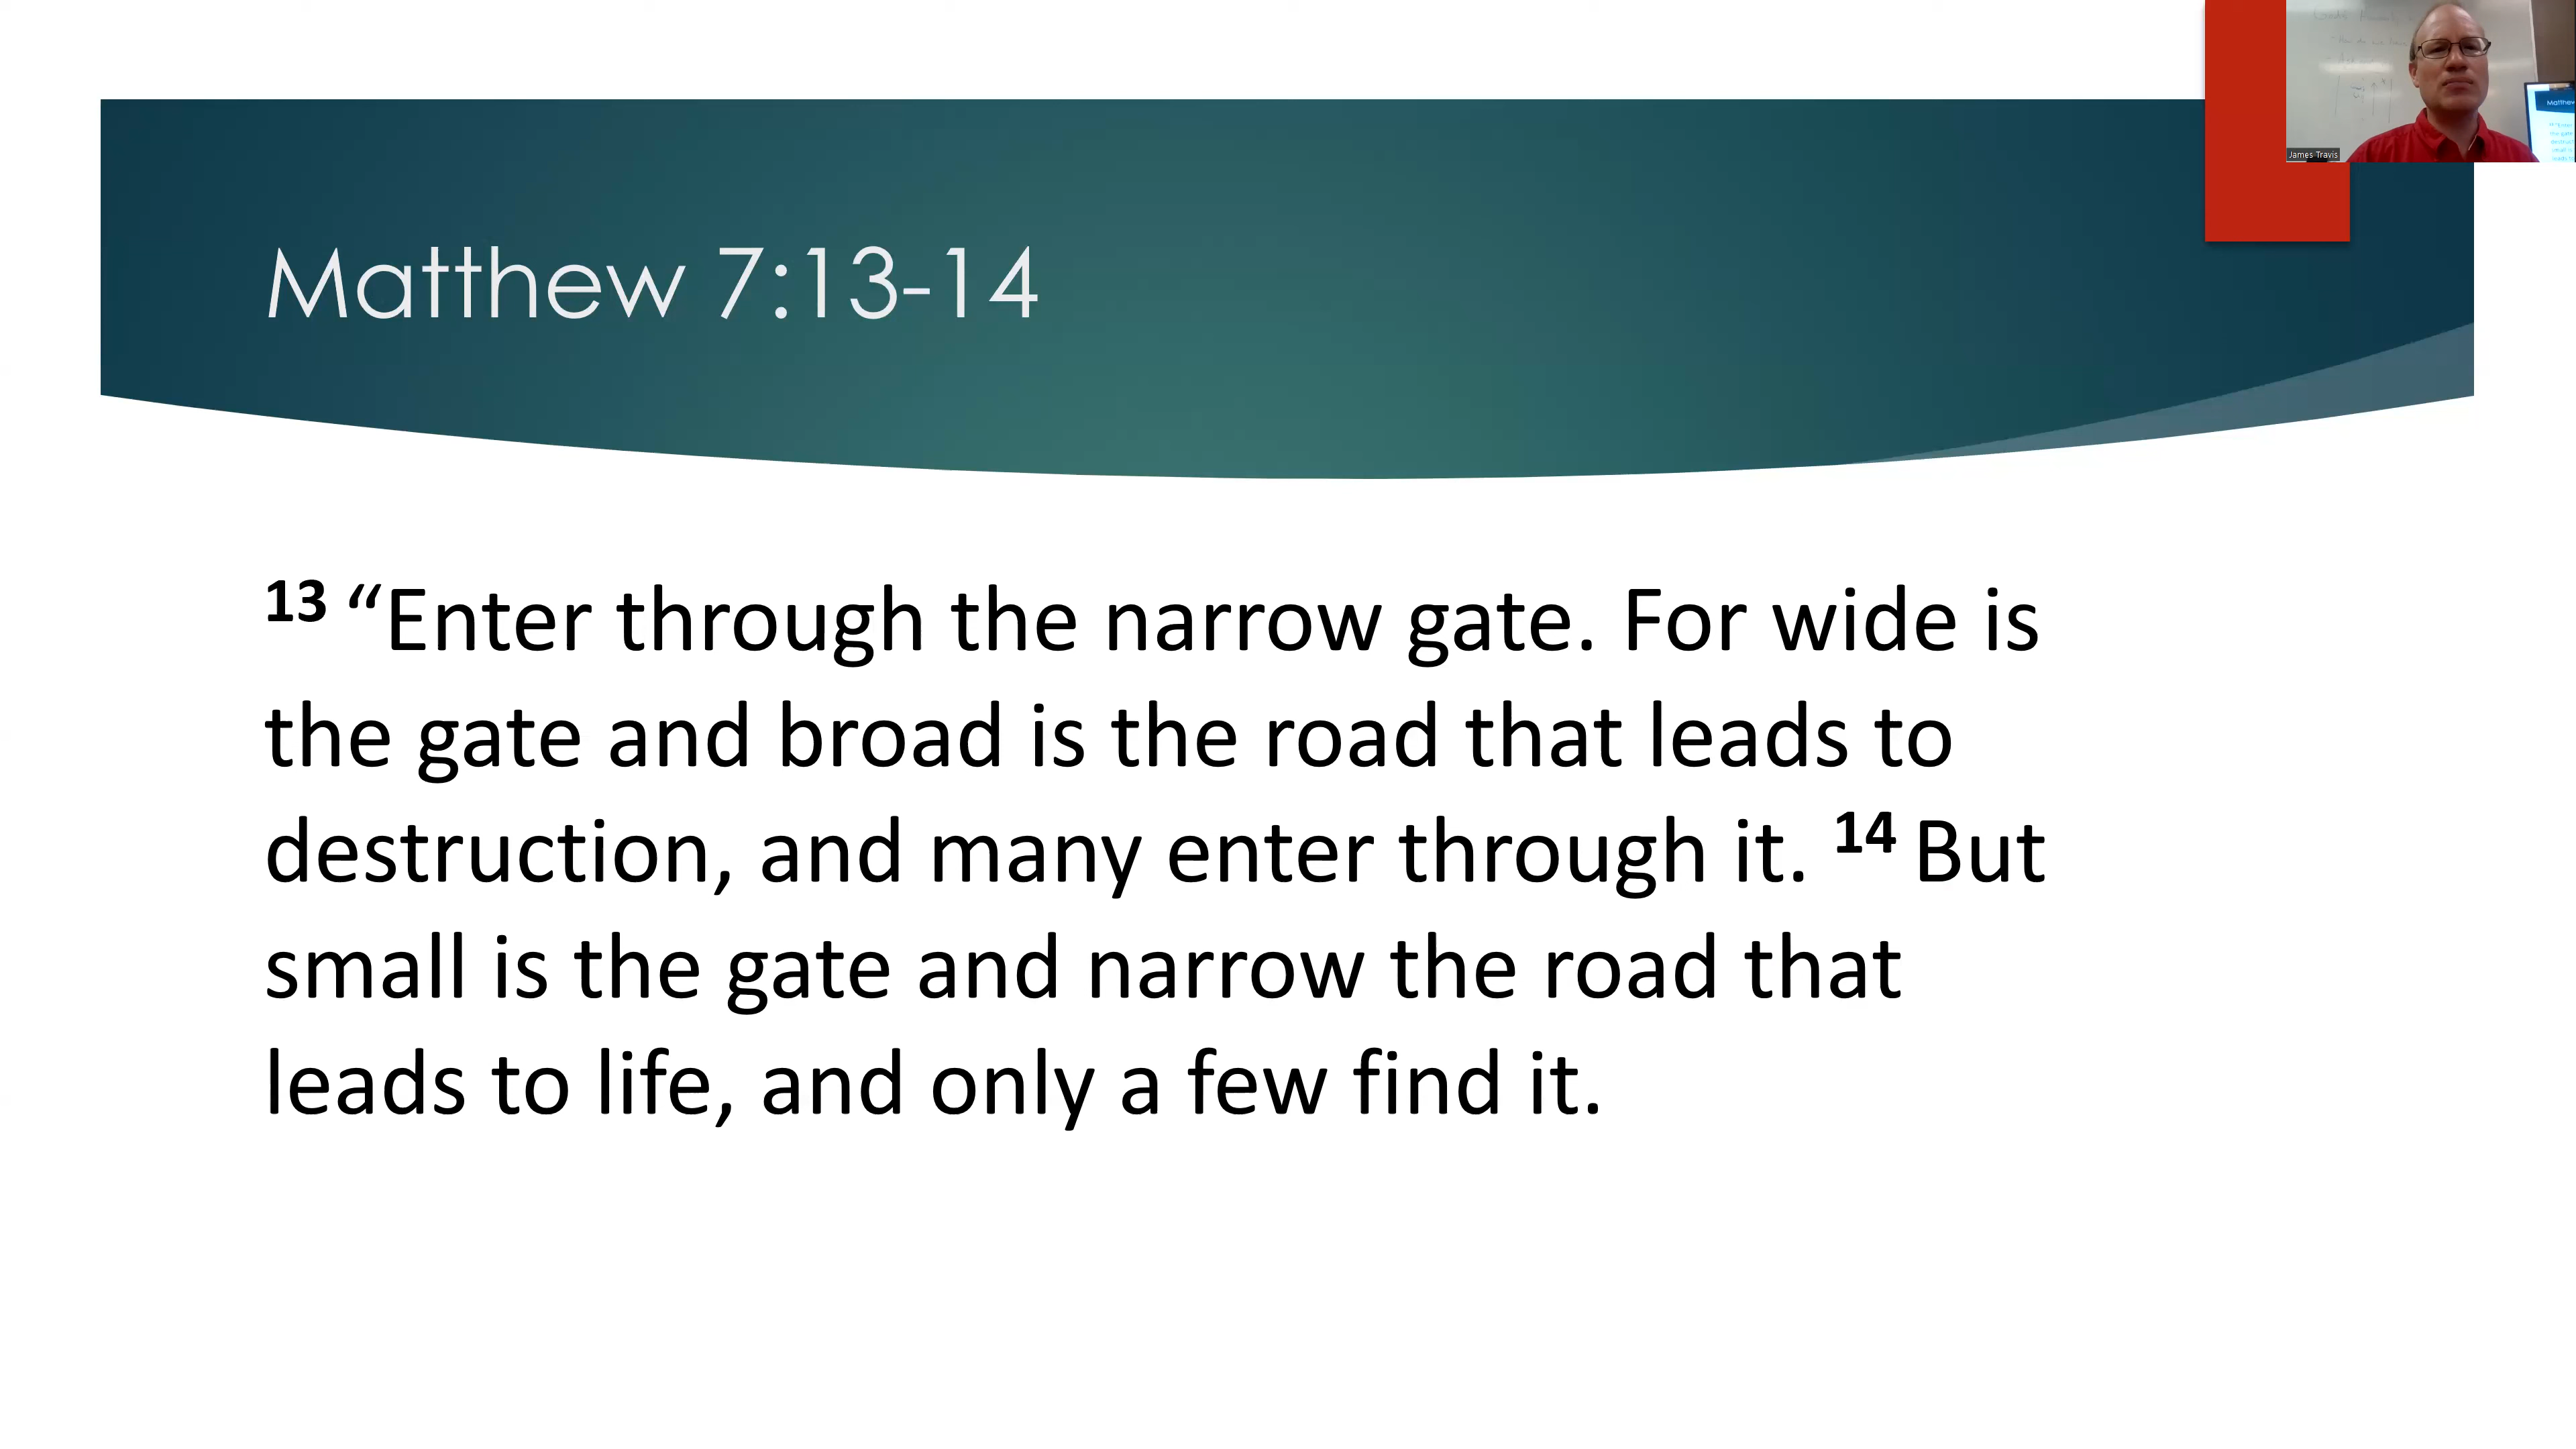 Matthew 7:13-14
13 “Enter through the narrow gate. For wide is
the gate and broad is the road that leads to
destruction, and many enter through it. 14 But
small is the gate and narrow the road that
leads to life, and only a few find it.
James Travis
Matthew